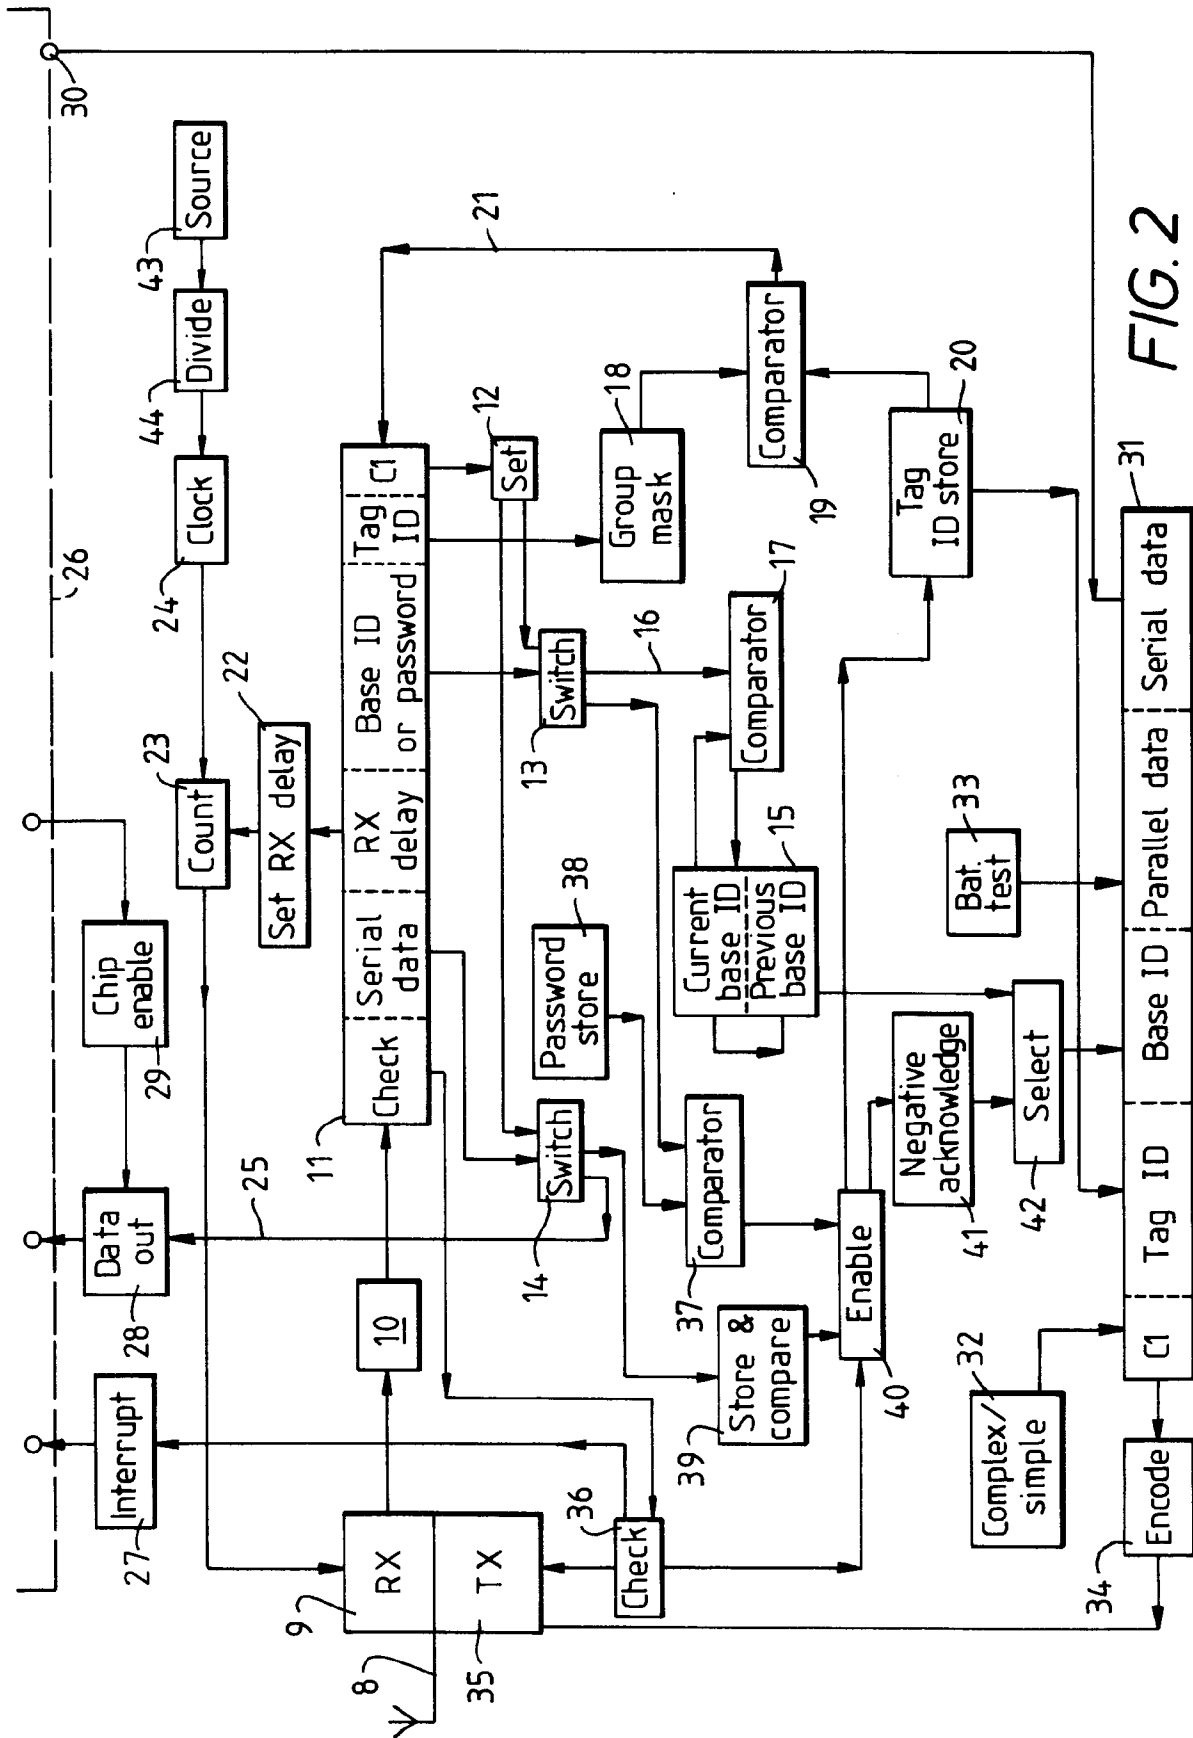 26
30
Interrupt
27
Data
out
28
Chip
enable
29
Count
23
Clock
24
Divide
44
Source
43
25
Set RX delay
22
RX
9
8
TX
35
10
11
Check
Serial
data
RX
delay
Base ID
or password
Tag
ID
C1
21
Check
36
Switch
14
Password
store
38
Switch
13
16
Set
12
Store &
compare
39
Comparator
37
Current
base ID
Previous
base ID
15
Comparator
17
Group
mask
18
Comparator
19
Enable
40
Negative
acknowledge
41
Tag
ID store
20
Complex/
simple
32
Select
42
Bat.
test
33
Encode
34
C1
Tag ID
Base ID
Parallel data
Serial data
31
FIG. 2